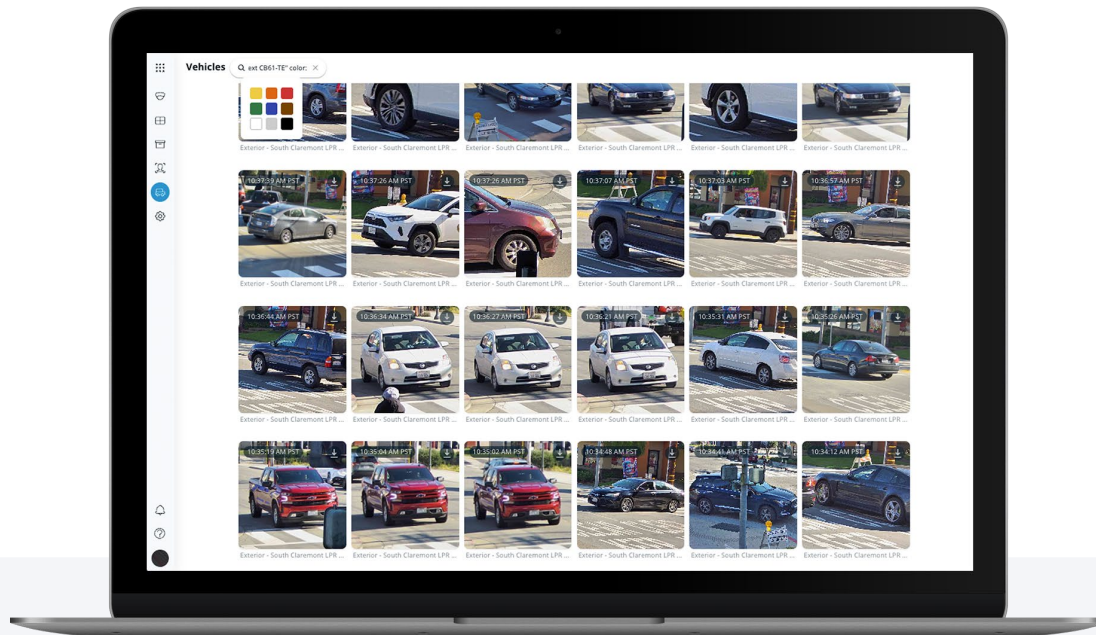 Vehicles
ext CB61-TE" color:
Exterior - South Claremont LPR ...
Exterior - South Claremont LPR ...
Exterior - South Claremont LPR ...
Exterior - South Claremont LPR ...
Exterior - South Claremont LPR ...
Exterior - South Claremont LPR ...
10:37:39 AM PST
10:37:26 AM PST
10:37:26 AM PST
10:37:07 AM PST
10:37:03 AM PST
10:36:57 AM PST
Exterior - South Claremont LPR ...
Exterior - South Claremont LPR ...
Exterior - South Claremont LPR ...
Exterior - South Claremont LPR ...
Exterior - South Claremont LPR ...
Exterior - South Claremont LPR ...
10:36:44 AM PST
10:36:34 AM PST
10:36:27 AM PST
10:36:21 AM PST
10:35:31 AM PST
10:35:26 AM PST
Exterior - South Claremont LPR ...
Exterior - South Claremont LPR ...
Exterior - South Claremont LPR ...
Exterior - South Claremont LPR ...
Exterior - South Claremont LPR ...
Exterior - South Claremont LPR ...
10:35:19 AM PST
10:35:04 AM PST
10:35:02 AM PST
10:34:48 AM PST
10:34:41 AM PST
10:34:12 AM PST
Exterior - South Claremont LPR ...
Exterior - South Claremont LPR ...
Exterior - South Claremont LPR ...
Exterior - South Claremont LPR ...
Exterior - South Claremont LPR ...
Exterior - South Claremont LPR ...